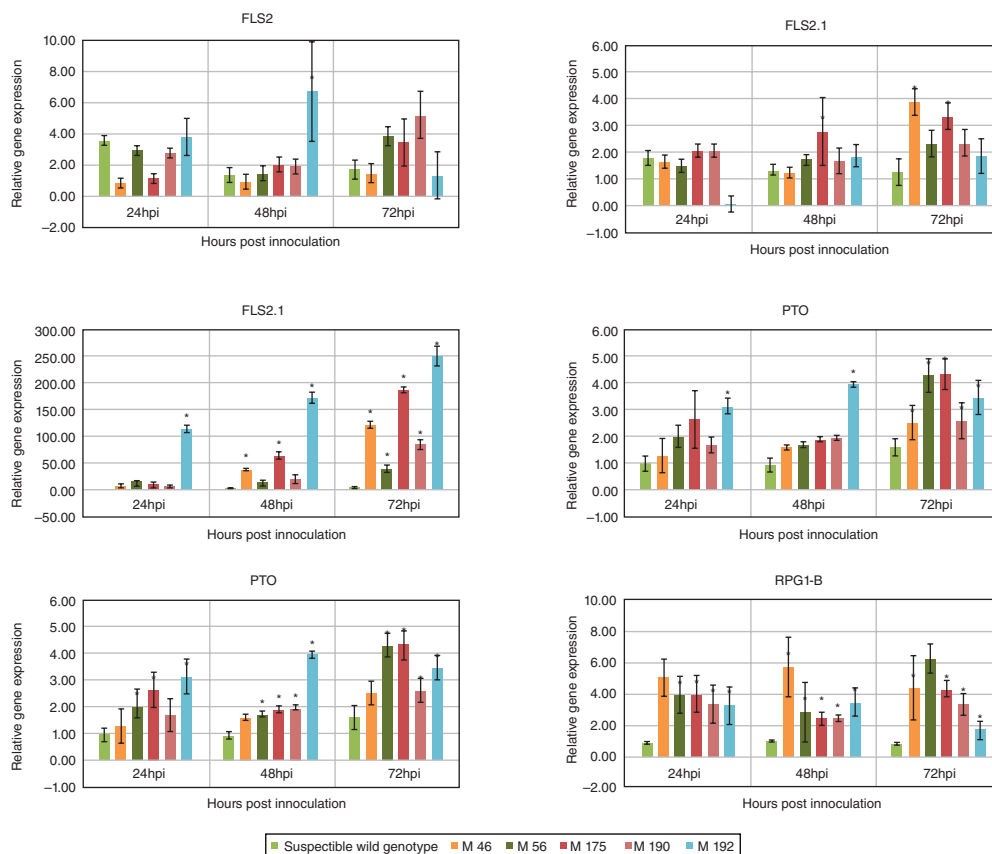 FLS2
Relative gene expression
10.00
8.00
6.00
4.00
2.00
0.00
−2.00
24hpi
48hpi
72hpi
Hours post innoculation
FLS2.1
Relative gene expression
6.00
5.00
4.00
3.00
2.00
1.00
0.00
−1.00
24hpi
48hpi
72hpi
Hours post innoculation
FLS2.1
Relative gene expression
300.00
250.00
200.00
150.00
100.00
50.00
0.00
−50.00
24hpi
48hpi
72hpi
Hours post innoculation
PTO
Relative gene expression
6.00
5.00
4.00
3.00
2.00
1.00
0.00
−1.00
24hpi
48hpi
72hpi
Hours post innoculation
PTO
Relative gene expression
6.00
5.00
4.00
3.00
2.00
1.00
0.00
−1.00
24hpi
48hpi
72hpi
Hours post innoculation
RPG1-B
Relative gene expression
10.00
8.00
6.00
4.00
2.00
0.00
−2.00
24hpi
48hpi
72hpi
Hours post innoculation
Suspectible wild genotype M 46 M 56 M 175 M 190 M 192